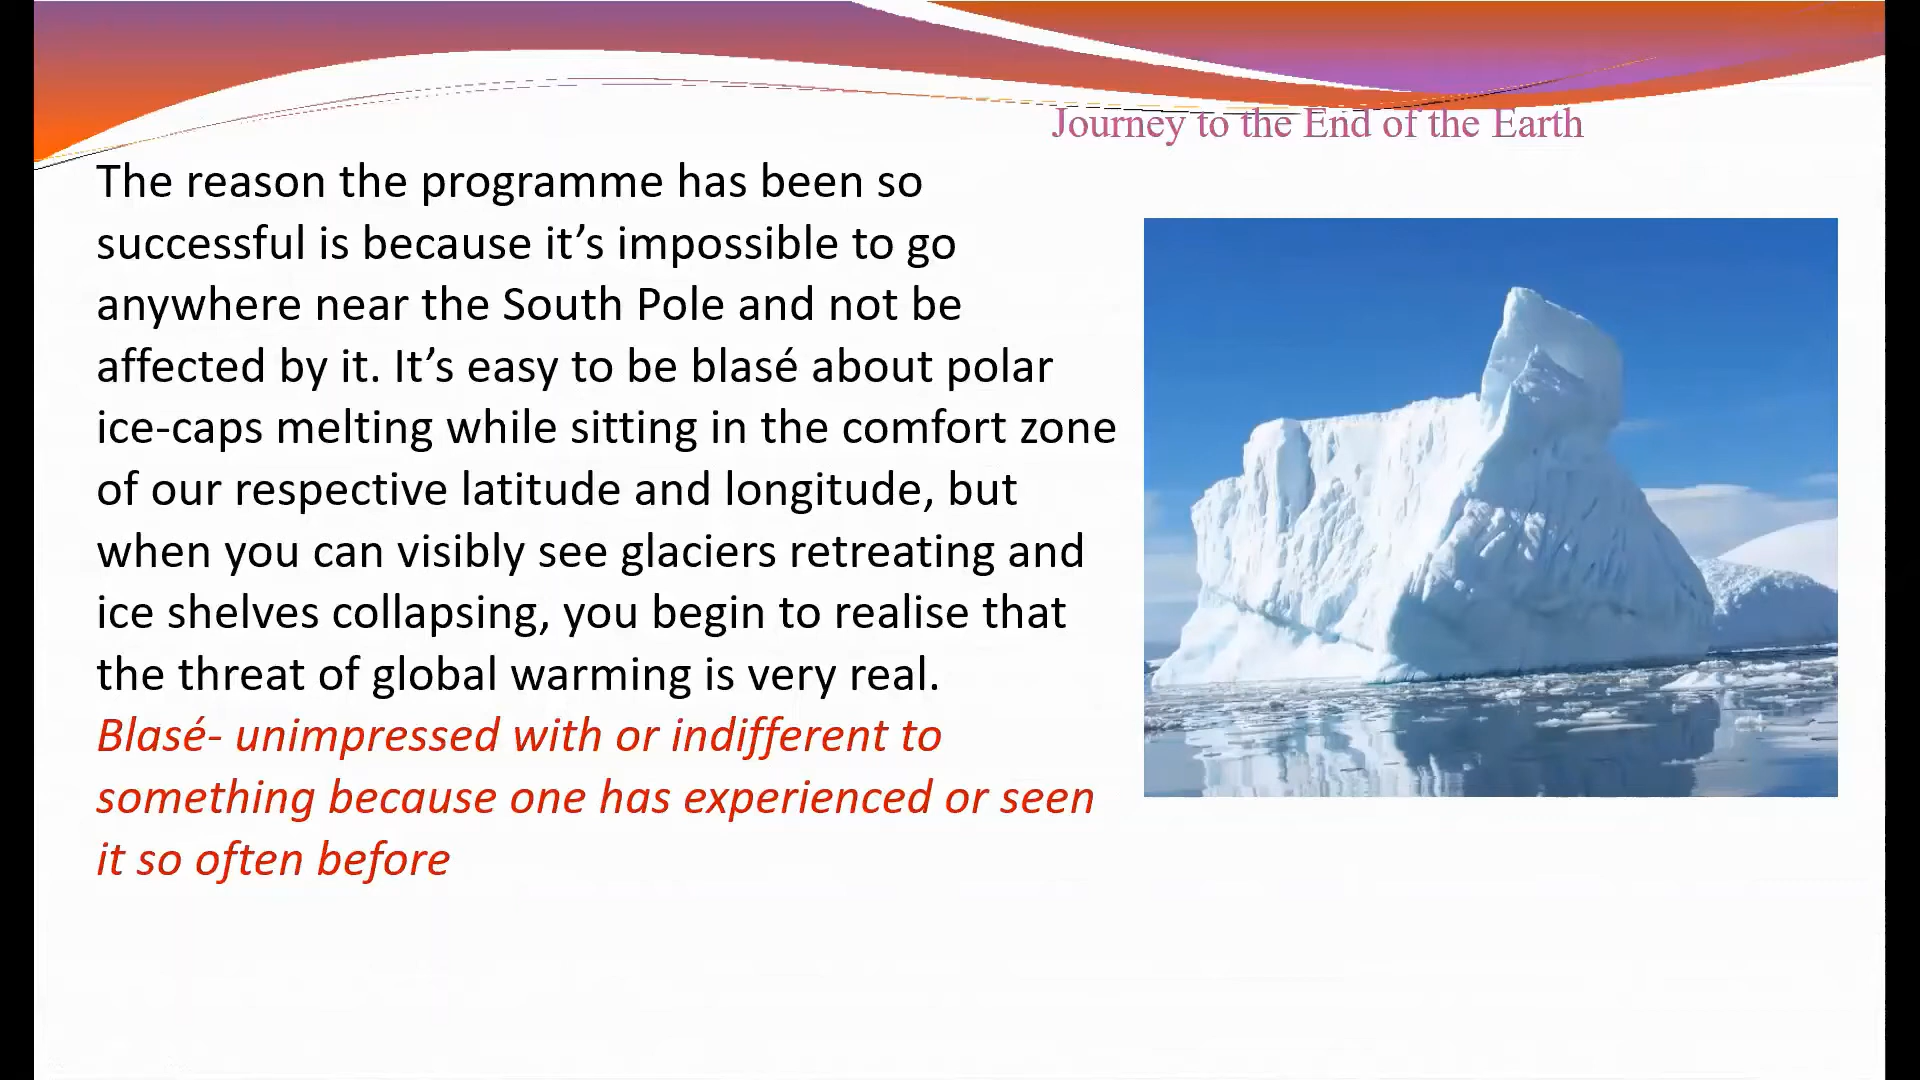 Journey to the End of the Earth
The reason the programme has been so
successful is because it’s impossible to go
anywhere near the South Pole and not be
affected by it. It’s easy to be blasé about polar
ice-caps melting while sitting in the comfort zone
of our respective latitude and longitude, but
when you can visibly see glaciers retreating and
ice shelves collapsing, you begin to realise that
the threat of global warming is very real.
Blasé- unimpressed with or indifferent to
something because one has experienced or seen
it so often before